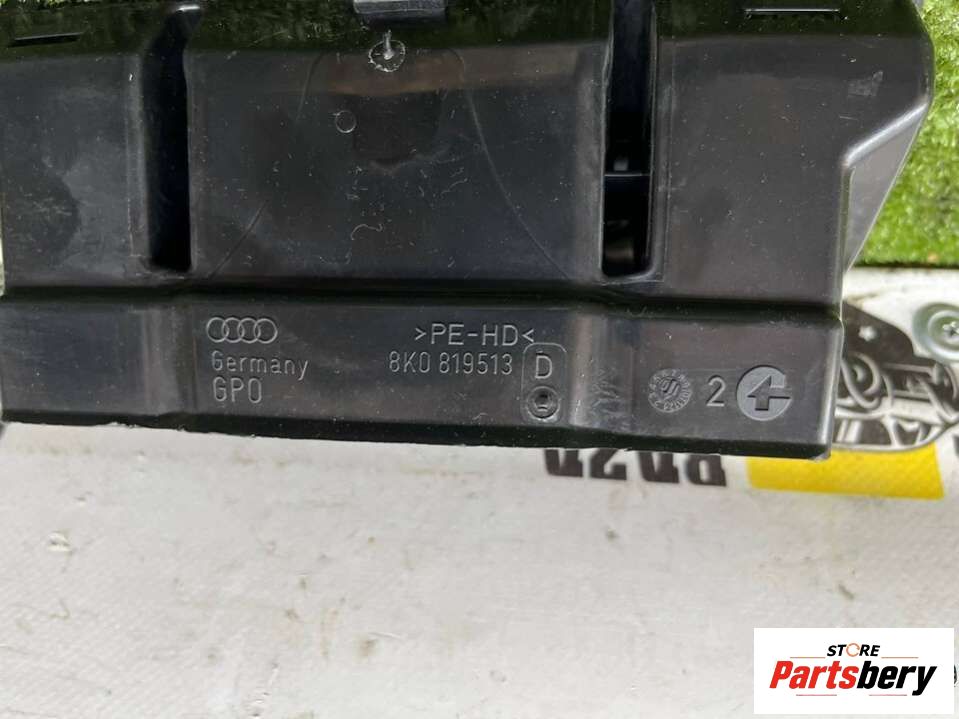 >PE-HD<
Germany 8K0 819513 D
GPO
2
STORE
Partsbery